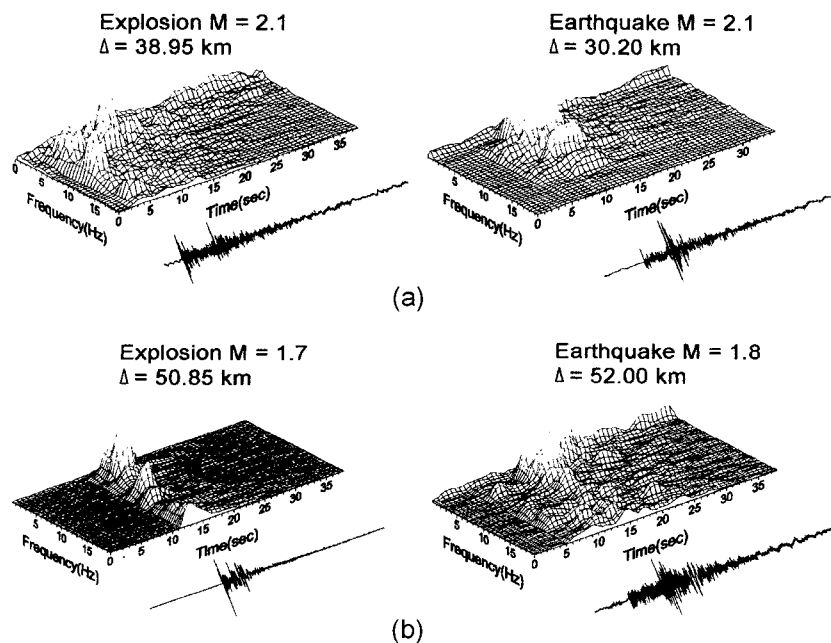 Explosion M = 2.1
Δ = 38.95 km
Earthquake M = 2.1
Δ = 30.20 km
0 5 10 15
Frequency(Hz)
0 5 10 15 20 25 30 35
Time(sec)
5 10 15
Frequency(Hz)
0 5 10 15 20 25 30
Time(sec)
(a)
Explosion M = 1.7
Δ = 50.85 km
Earthquake M = 1.8
Δ = 52.00 km
5 10 15
Frequency(Hz)
0 5 10 15 20 25 30 35
Time(sec)
5 10 15
Frequency(Hz)
0 5 10 15 20 25 30 35
Time(sec)
(b)